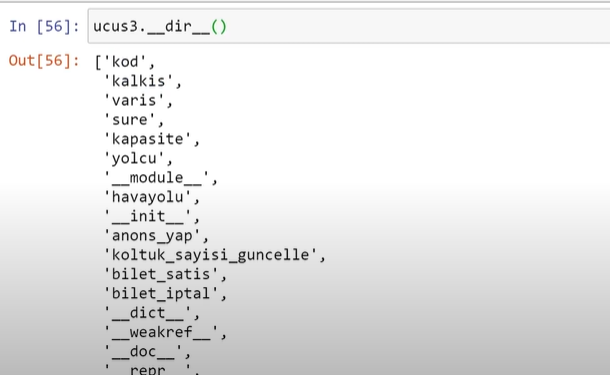 In [56]: ucus3.__dir__()
Out[56]: ['kod',
'kalkis',
'varis',
'sure',
'kapasite',
'yolcu',
'__module__',
'havayolu',
'__init__',
'anons_yap',
'koltuk_sayisi_guncelle',
'bilet_satis',
'bilet_iptal',
'__dict__',
'__weakref__',
'__doc__',
'__repr__',